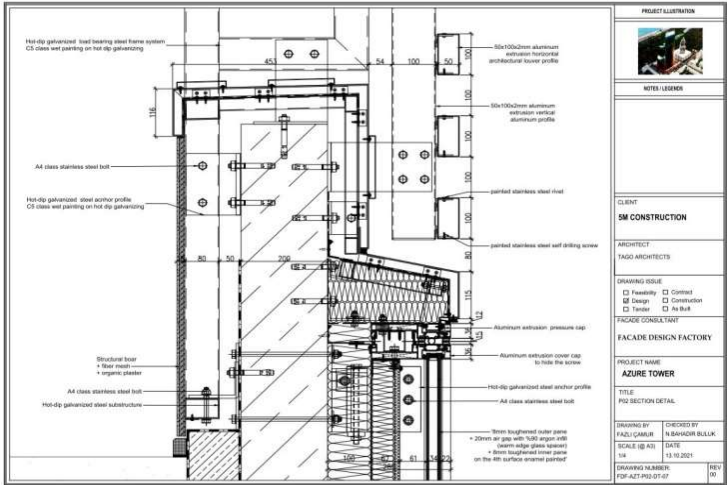 Hot-dip galvanized load bearing steel frame system
C5 class wet painting on hot dip galvanizing
A4 class stainless steel bolt
Hot-dip galvanized steel acnhor profile
C5 class wet painting on hot dip galvanizing
Structural boar
+ fiber mesh
+ organic plaster
A4 class stainless steel bolt
Hot-dip galvanized steel substructure
453
54
100
50
116
80
50
200
100
100
100
100
100
80
115
12
36
100
61
14
22
50x100x2mm aluminum
extrusion horizontal
architectural louver profile
50x100x2mm aluminum
extrusion vertical
aluminum profile
painted stainless steel rivet
painted stainless steel self drilling screw
Aluminum extrusion pressure cap
Aluminum extrusion cover cap
to hide the screw
Hot-dip galvanized steel anchor profile
A4 class stainless steel bolt
+ 20mm air gap with %90 argon infill
(warm edge glass spacer)
+ 8mm toughened inner pane
on the 4th surface enamel painted'
PROJECT ILLUSTRATION
NOTES / LEGENDS
CLIENT
5M CONSTRUCTION
ARCHITECT
TAGO ARCHITECTS
DRAWING ISSUE
Feasibility Contract
Design Construction
Tender As Built
FACADE CONSULTANT
FACADE DESIGN FACTORY
PROJECT NAME
AZURE TOWER
TITLE
P02 SECTION DETAIL
DRAWING BY
FAZLI ÇAMUR
CHECKED BY
N.BAHADIR BULUK
SCALE (@ A3)
1/4
DATE
13.10.2021
DRAWING NUMBER:
FDF-AZT-P02-DT-07
REV
00